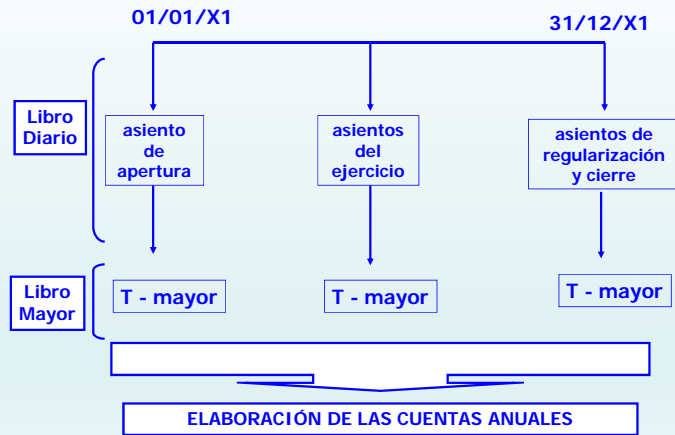 01/01/X1
31/12/X1
Libro
Diario
asiento
de
apertura
asientos
del
ejercicio
asientos de
regularización
y cierre
Libro
Mayor
T - mayor
T - mayor
T - mayor
ELABORACIÓN DE LAS CUENTAS ANUALES